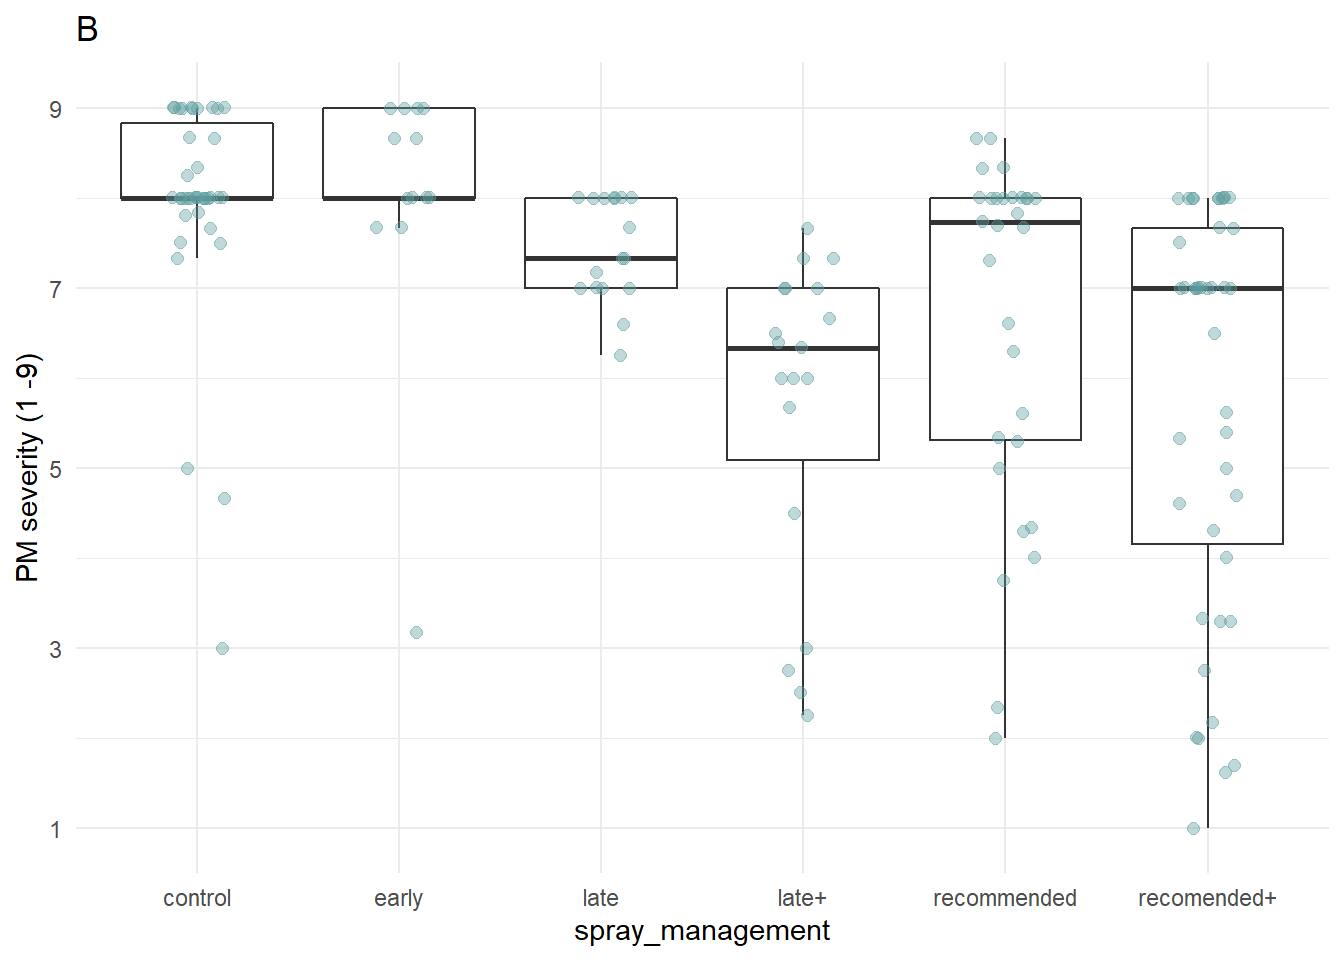 B
PM severity (1 -9)
9
7
5
3
1
control early late late+ recommended recomended+
spray_management